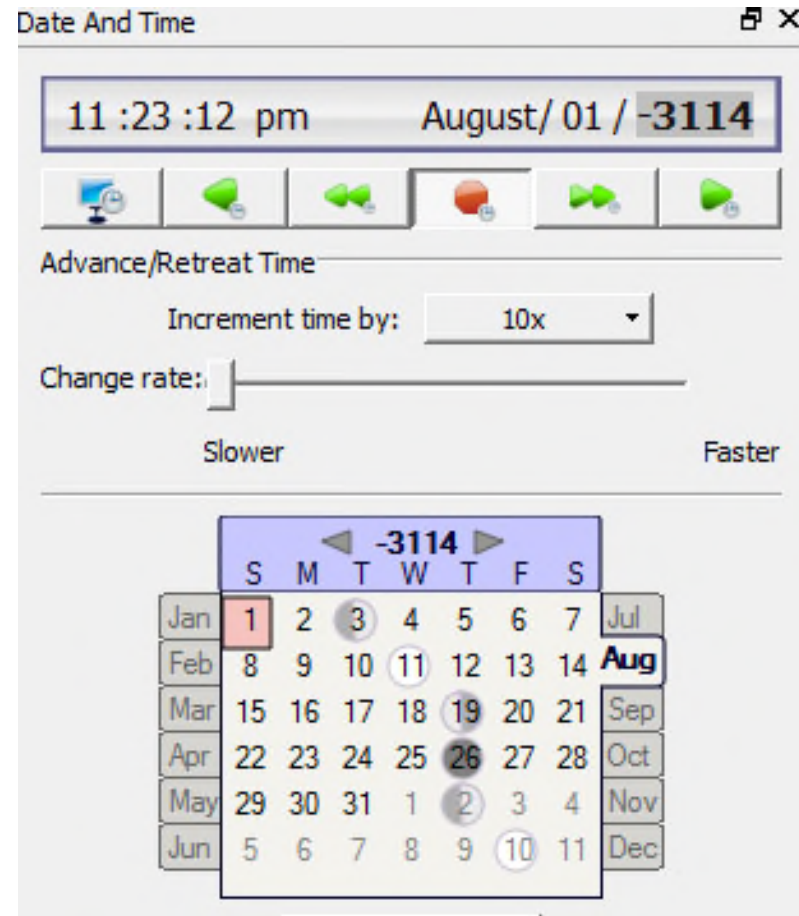 Date And Time
11 :23 :12 pm August/ 01 / -3114
Advance/Retreat Time
Increment time by: 10x
Change rate:
Slower Faster
-3114
S M T W T F S
Jan 1 2 3 4 5 6 7 Jul
Feb 8 9 10 11 12 13 14 Aug
Mar 15 16 17 18 19 20 21 Sep
Apr 22 23 24 25 26 27 28 Oct
May 29 30 31 1 2 3 4 Nov
Jun 5 6 7 8 9 10 11 Dec